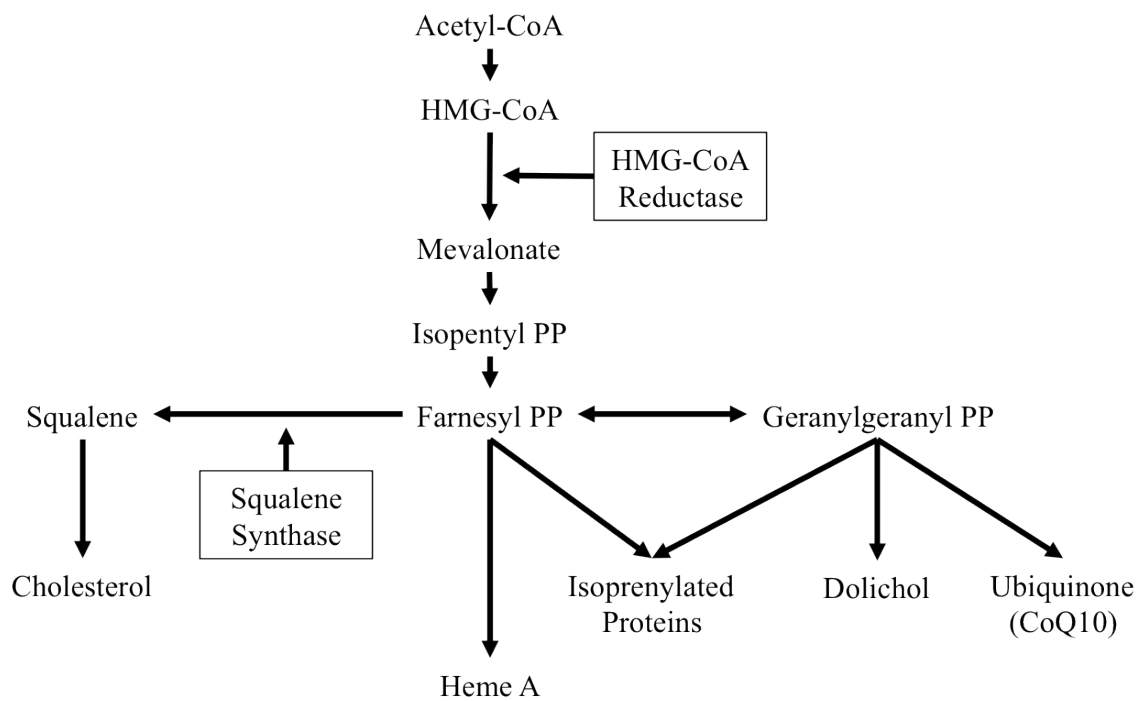 Acetyl-CoA
HMG-CoA
HMG-CoA
Reductase
Mevalonate
Isopentyl PP
Squalene
Farnesyl PP
Geranylgeranyl PP
Squalene
Synthase
Cholesterol
Isoprenylated
Proteins
Dolichol
Ubiquinone
(CoQ10)
Heme A